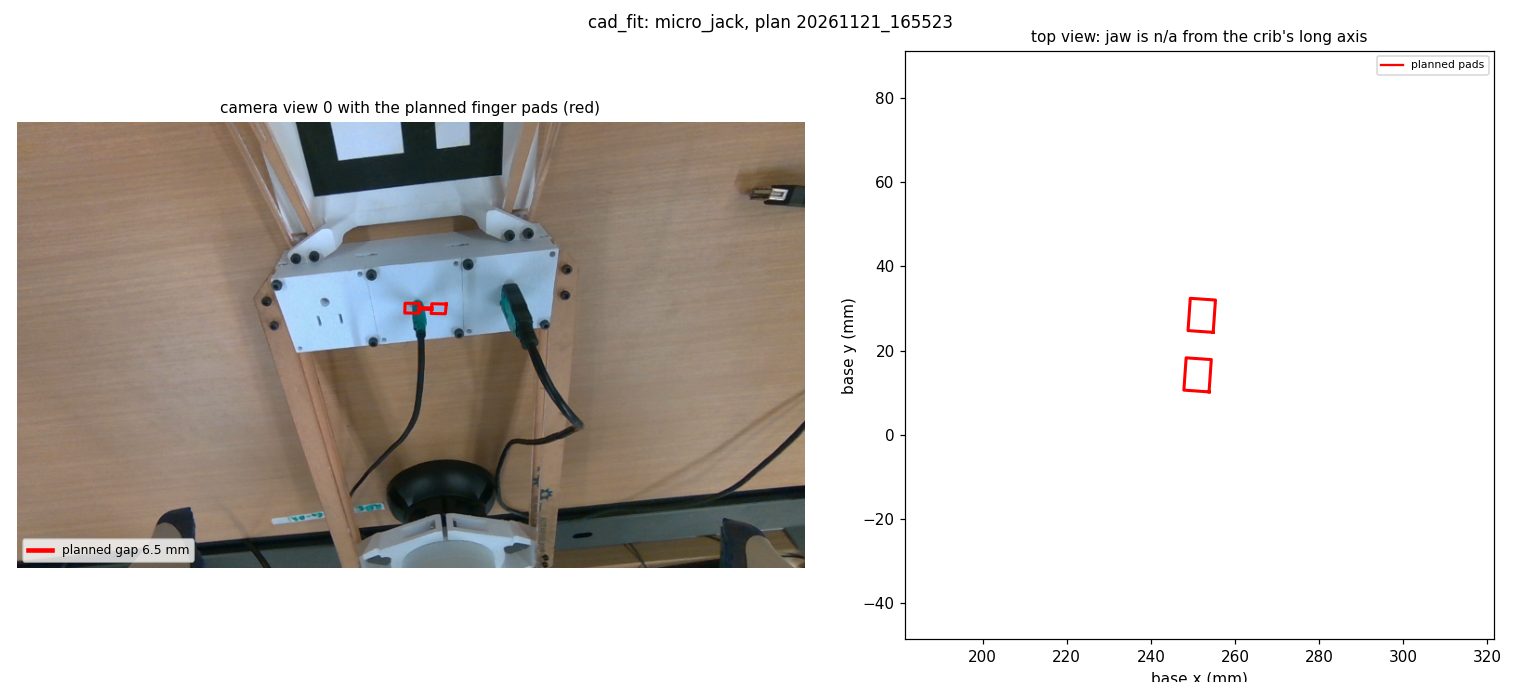 cad_fit: micro_jack, plan 20261121_165523
camera view 0 with the planned finger pads (red)
planned gap 6.5 mm
top view: jaw is n/a from the crib's long axis
planned pads
base y (mm)
80
60
40
20
0
−20
−40
200
220
240
260
280
300
320
base x (mm)